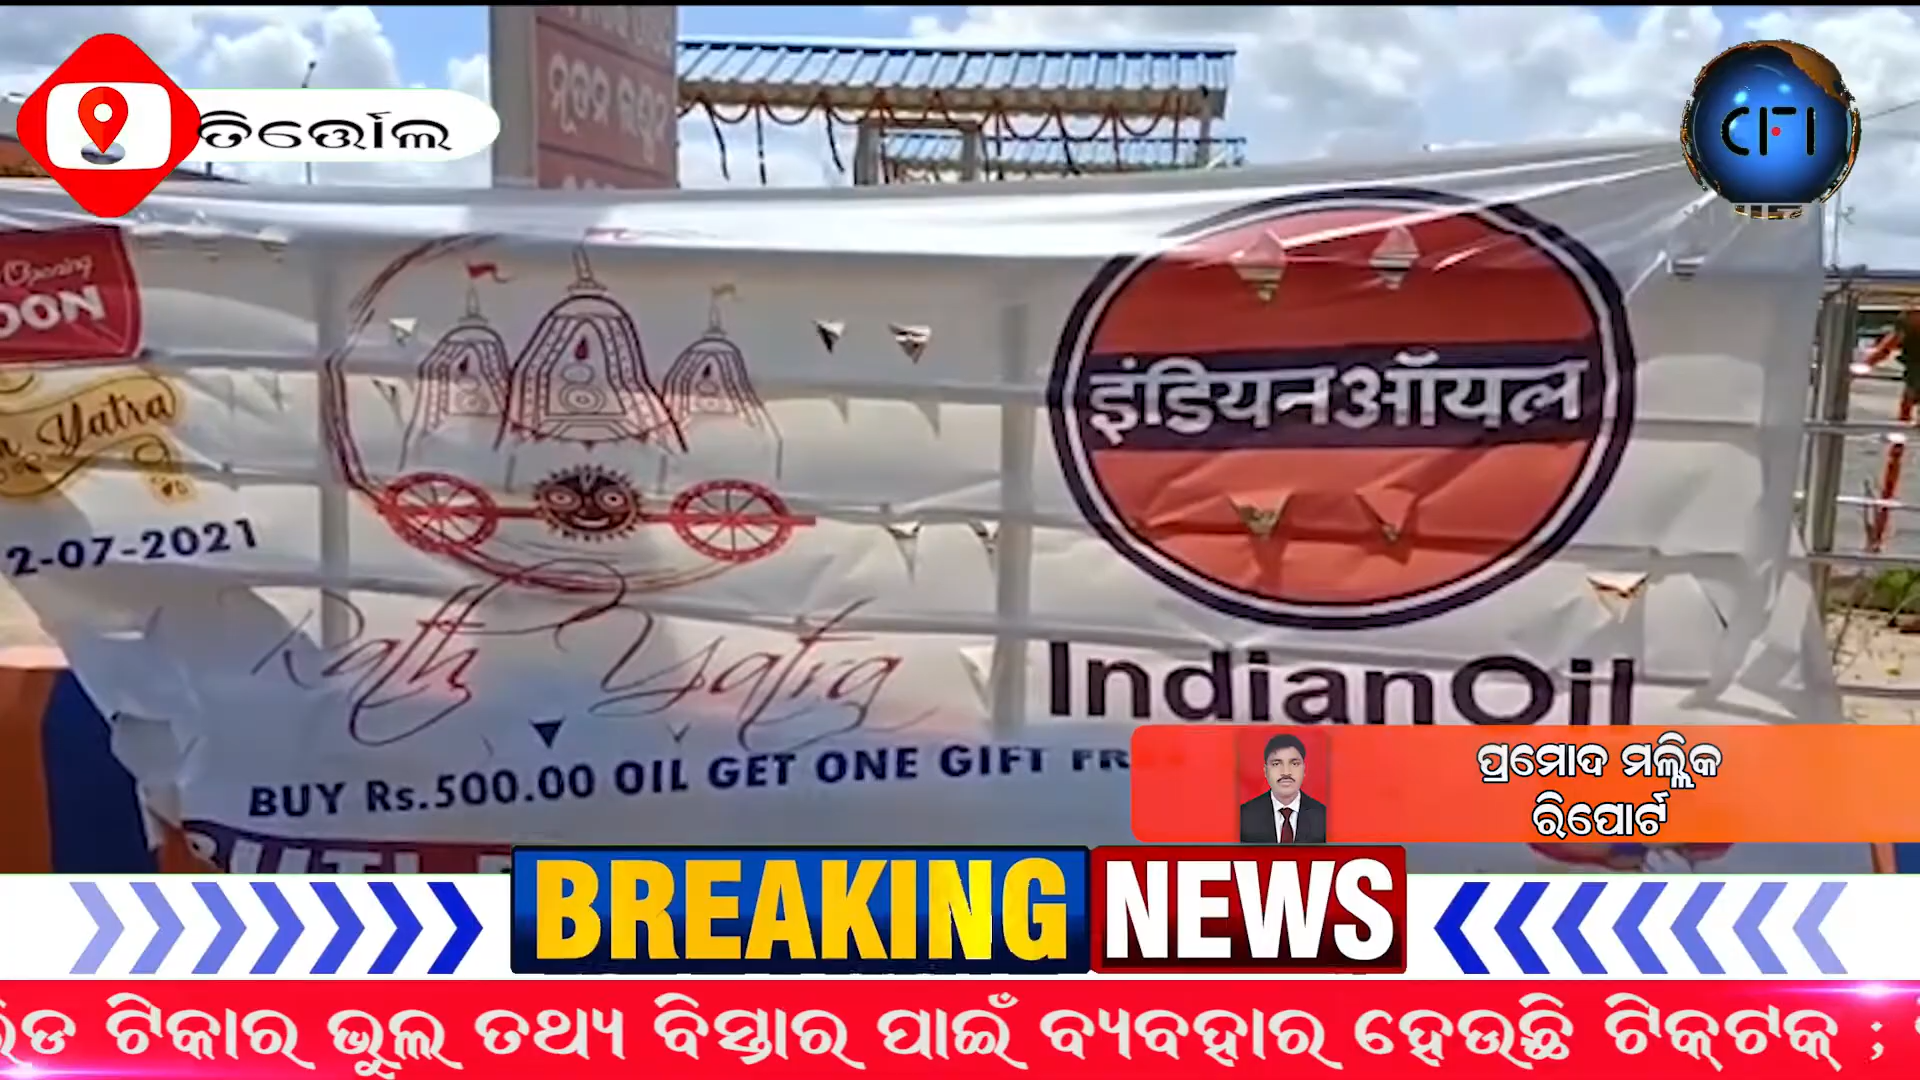 ତିର୍ତ୍ତୋଲ
CFI
Opening
OON
Yatra
2-07-2021
इंडियनऑयल
IndianOil
Rath Yatra
BUY Rs.500.00 OIL GET ONE GIFT
ପ୍ରମୋଦ ମଲ୍ଲିକ
ରିପୋର୍ଟ
BREAKING NEWS
ଟିକାର ଭୁଲ ତଥ୍ୟ ବିସ୍ତାର ପାଇଁ ବ୍ୟବହାର ହେଉଛି ଟିକ୍‌ଟକ୍ ;